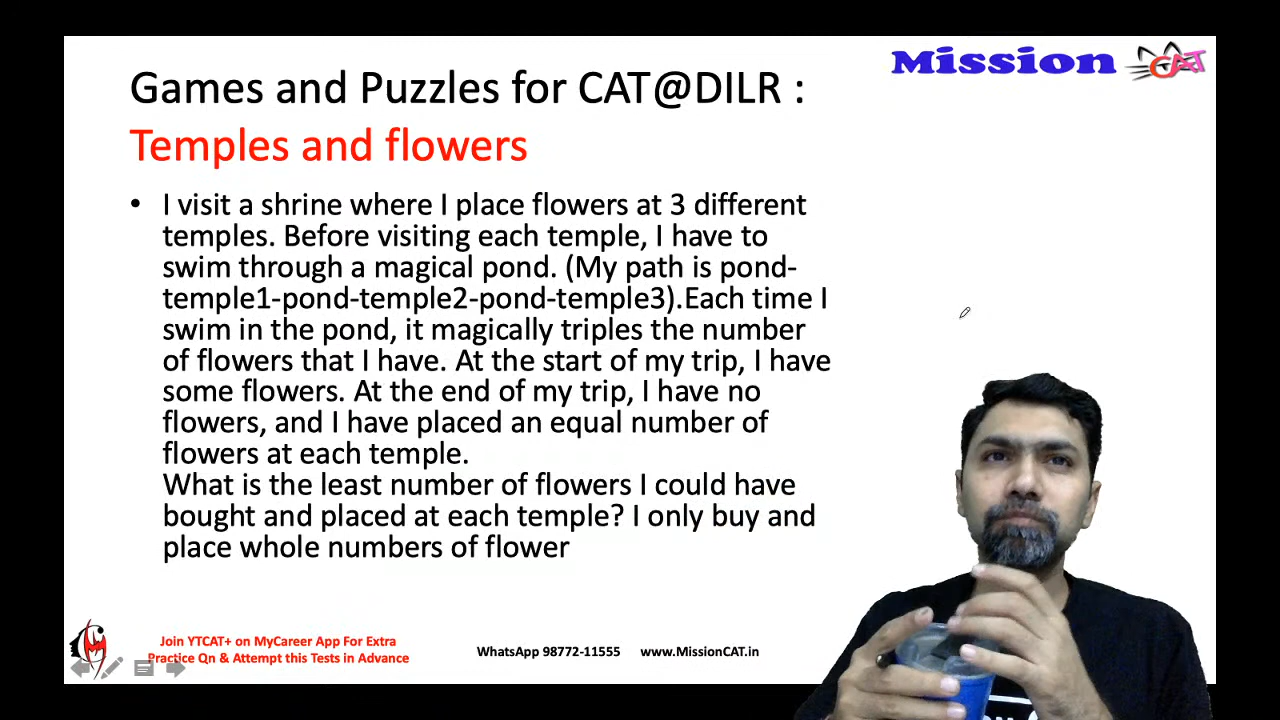 Mission
CAT
Games and Puzzles for CAT@DILR :
Temples and flowers
• I visit a shrine where I place flowers at 3 different
temples. Before visiting each temple, I have to
swim through a magical pond. (My path is pond-
temple1-pond-temple2-pond-temple3).Each time I
swim in the pond, it magically triples the number
of flowers that I have. At the start of my trip, I have
some flowers. At the end of my trip, I have no
flowers, and I have placed an equal number of
flowers at each temple.
What is the least number of flowers I could have
bought and placed at each temple? I only buy and
place whole numbers of flower
Join YTCAT+ on MyCareer App For Extra
Practice Qn & Attempt this Tests in Advance
WhatsApp 98772-11555 www.MissionCAT.in